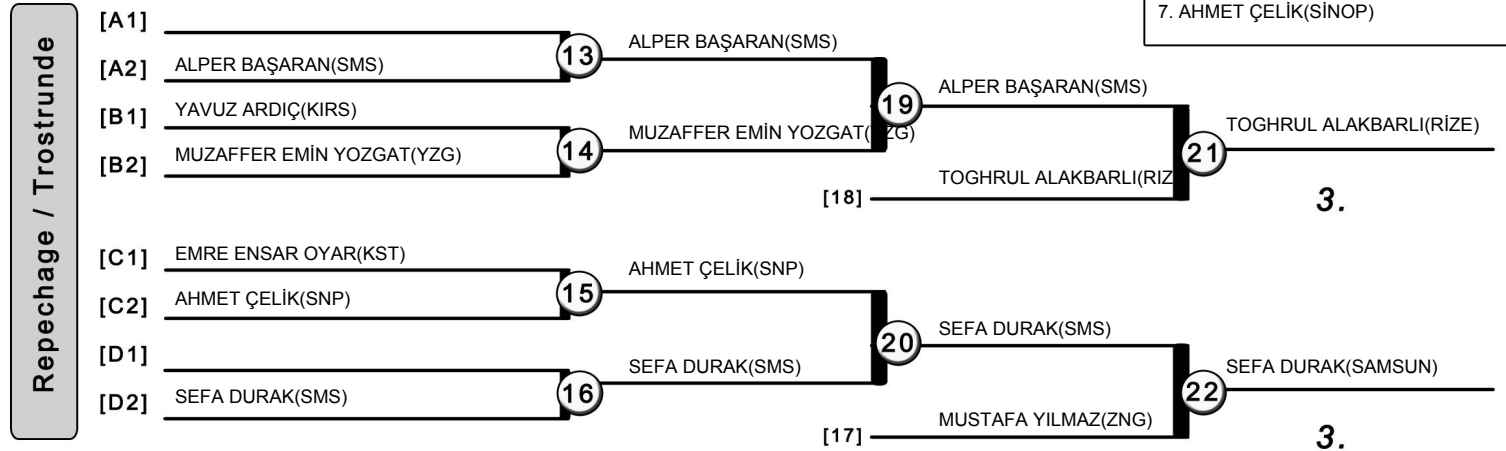 7. AHMET ÇELİK(SİNOP)
Repechage / Trostrunde
[A1]
[A2] ALPER BAŞARAN(SMS)
13
ALPER BAŞARAN(SMS)
[B1] YAVUZ ARDIÇ(KIRS)
[B2] MUZAFFER EMİN YOZGAT(YZG)
14
MUZAFFER EMİN YOZGAT(YZG)
19
ALPER BAŞARAN(SMS)
[18] TOGHRUL ALAKBARLI(RIZ
21
TOGHRUL ALAKBARLI(RİZE)
3.
[C1] EMRE ENSAR OYAR(KST)
[C2] AHMET ÇELİK(SNP)
15
AHMET ÇELİK(SNP)
[D1]
[D2] SEFA DURAK(SMS)
16
SEFA DURAK(SMS)
20
SEFA DURAK(SMS)
[17] MUSTAFA YILMAZ(ZNG)
22
SEFA DURAK(SAMSUN)
3.